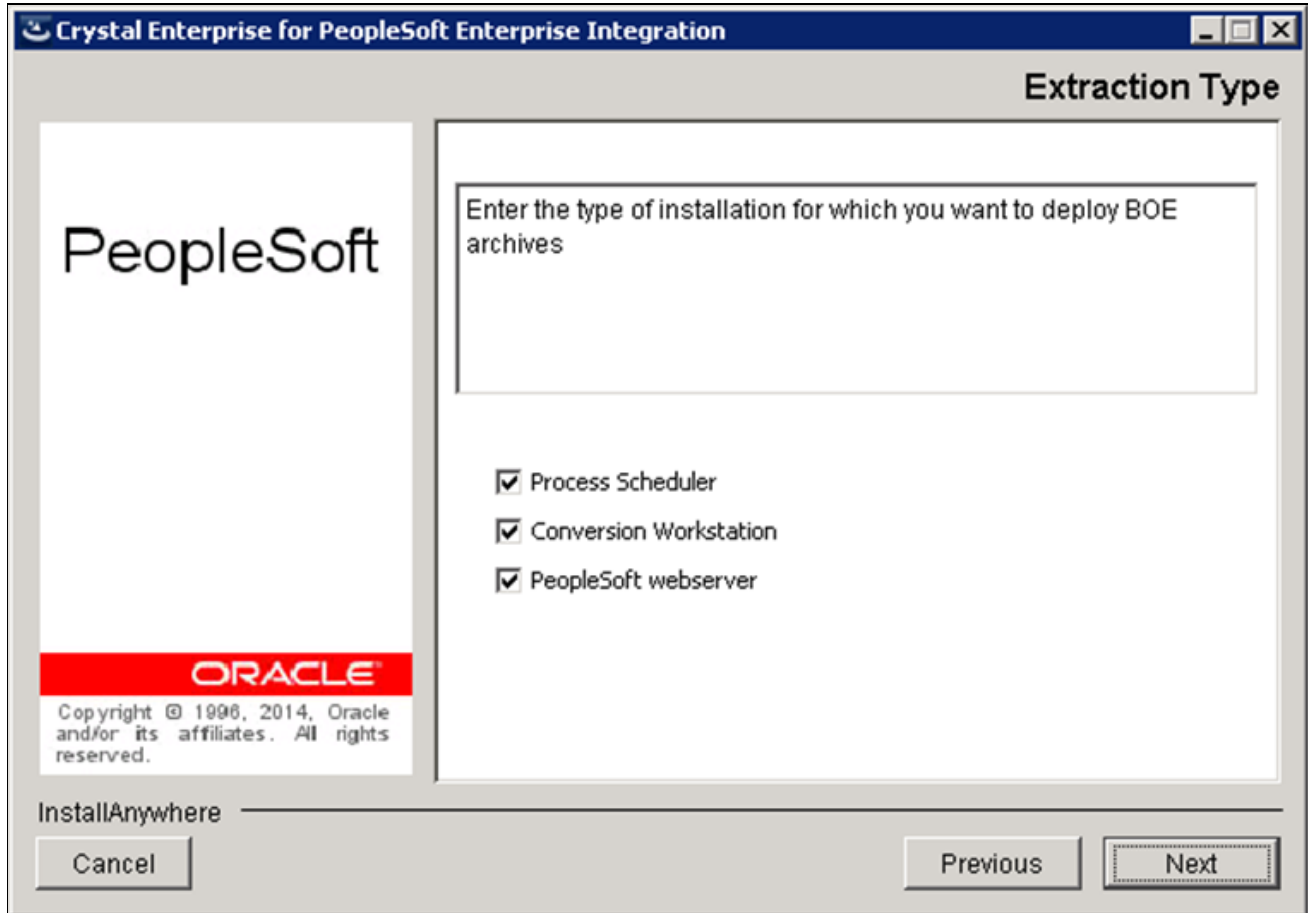 Crystal Enterprise for PeopleSoft Enterprise Integration
Extraction Type
PeopleSoft
Enter the type of installation for which you want to deploy BOE
archives
Process Scheduler
Conversion Workstation
PeopleSoft webserver
ORACLE
Copyright © 1996, 2014, Oracle
and/or its affiliates. All rights
reserved.
InstallAnywhere
Cancel
Previous
Next